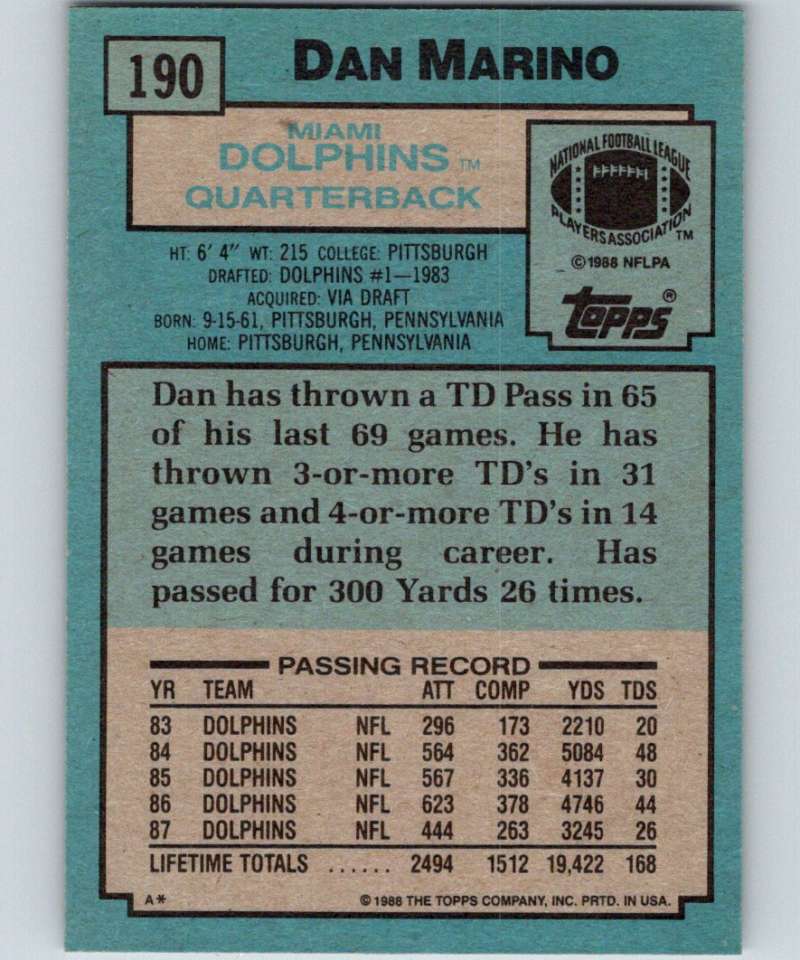 190
DAN MARINO
MIAMI
DOLPHINS™
QUARTERBACK
NATIONAL FOOTBALL LEAGUE
PLAYERS ASSOCIATION™
©1988 NFLPA
topps®
HT: 6' 4" WT: 215 COLLEGE: PITTSBURGH
DRAFTED: DOLPHINS #1—1983
ACQUIRED: VIA DRAFT
BORN: 9-15-61, PITTSBURGH, PENNSYLVANIA
HOME: PITTSBURGH, PENNSYLVANIA
Dan has thrown a TD Pass in 65
of his last 69 games. He has
thrown 3-or-more TD's in 31
games and 4-or-more TD's in 14
games during career. Has
passed for 300 Yards 26 times.
PASSING RECORD
YR TEAM ATT COMP YDS TDS
83 DOLPHINS NFL 296 173 2210 20
84 DOLPHINS NFL 564 362 5084 48
85 DOLPHINS NFL 567 336 4137 30
86 DOLPHINS NFL 623 378 4746 44
87 DOLPHINS NFL 444 263 3245 26
LIFETIME TOTALS ...... 2494 1512 19,422 168
A* ©1988 THE TOPPS COMPANY, INC. PRTD. IN USA.